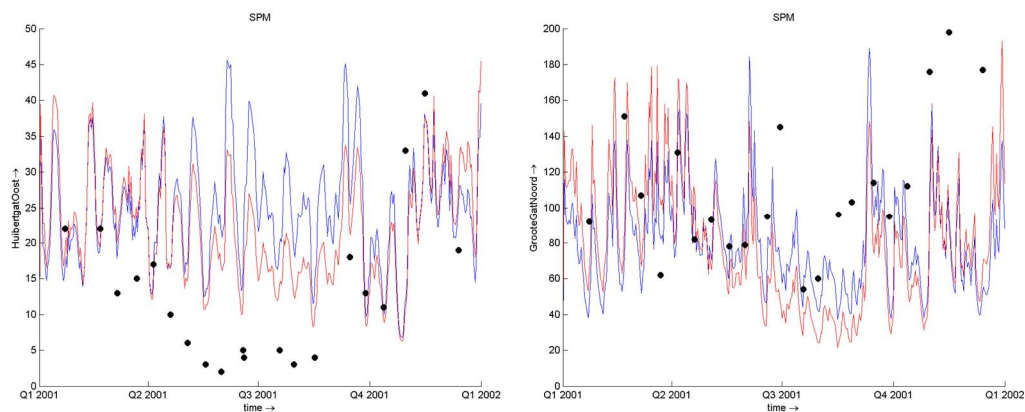 SPM
HuibertgatOost →
50
45
40
35
30
25
20
15
10
5
0
Q1 2001
Q2 2001
Q3 2001
Q4 2001
Q1 2002
time →
SPM
GrooteGatNoord →
200
180
160
140
120
100
80
60
40
20
0
Q1 2001
Q2 2001
Q3 2001
Q4 2001
Q1 2002
time →